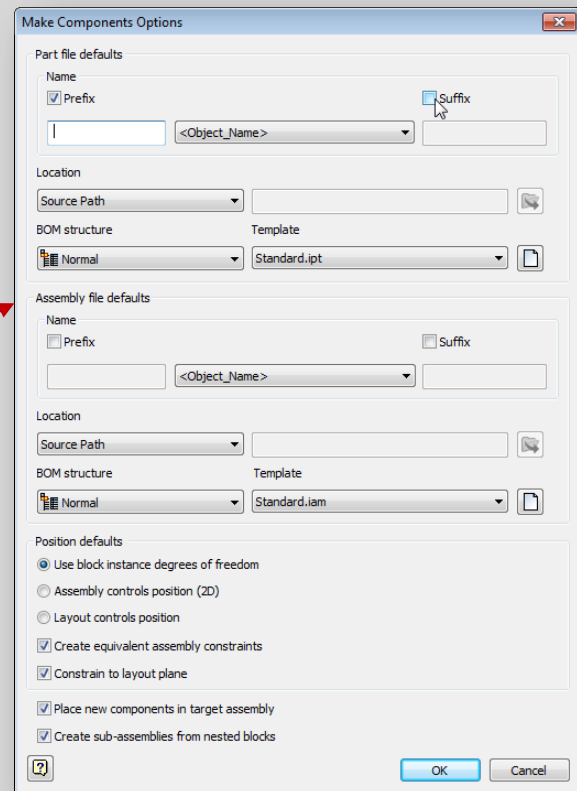 Make Components Options
Part file defaults
Name
Prefix Suffix
<Object_Name>
Location
Source Path
BOM structure Template
Normal Standard.ipt
Assembly file defaults
Name
Prefix Suffix
<Object_Name>
Location
Source Path
BOM structure Template
Normal Standard.iam
Position defaults
Use block instance degrees of freedom
Assembly controls position (2D)
Layout controls position
Create equivalent assembly constraints
Constrain to layout plane
Place new components in target assembly
Create sub-assemblies from nested blocks
? OK Cancel